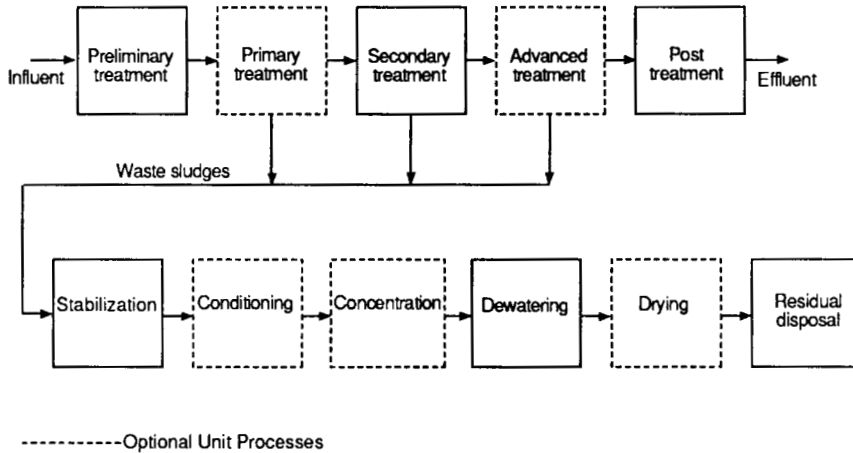 Influent
Preliminary
treatment
Primary
treatment
Secondary
treatment
Advanced
treatment
Post
treatment
Effluent
Waste sludges
Stabilization
Conditioning
Concentration
Dewatering
Drying
Residual
disposal
Optional Unit Processes